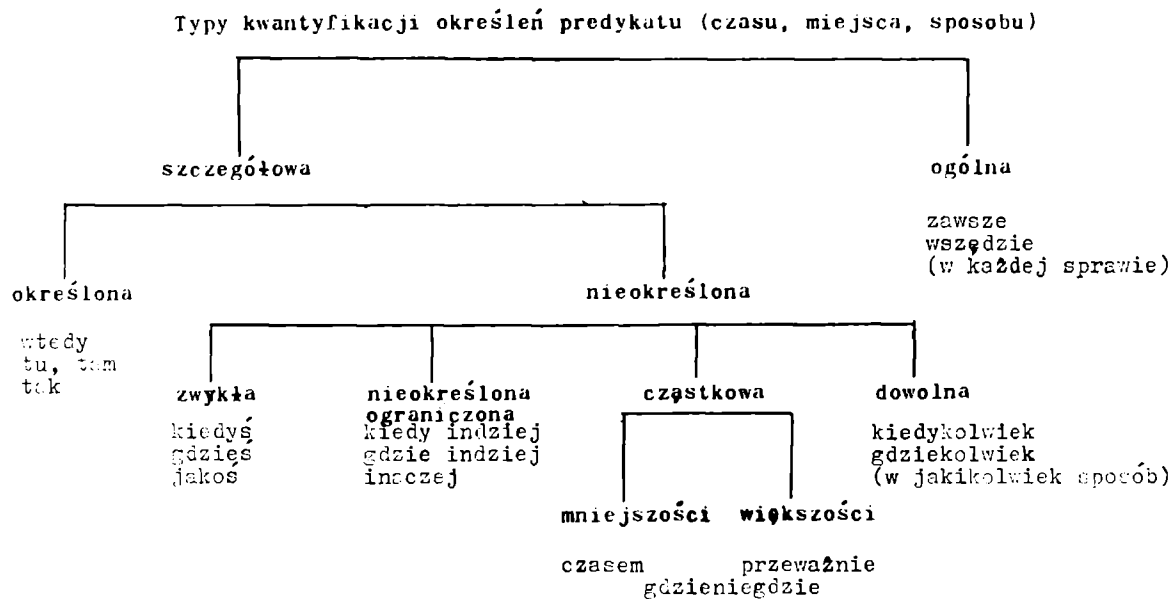 Typy kwantyfikacji określeń predykatu (czasu, miejsca, sposobu)
szczegółowa
ogólna
zawsze
wszędzie
(w każdej sprawie)
określona
nieokreślona
wtedy
tu, tam
tak
zwykła
nieokreślona
ograniczona
cząstkowa
dowolna
kiedyś
gdzieś
jakoś
kiedy indziej
gdzie indziej
inaczej
kiedykolwiek
gdziekolwiek
(w jakikolwiek sposób)
mniejszości
większości
czasem
przeważnie
gdzieniegdzie